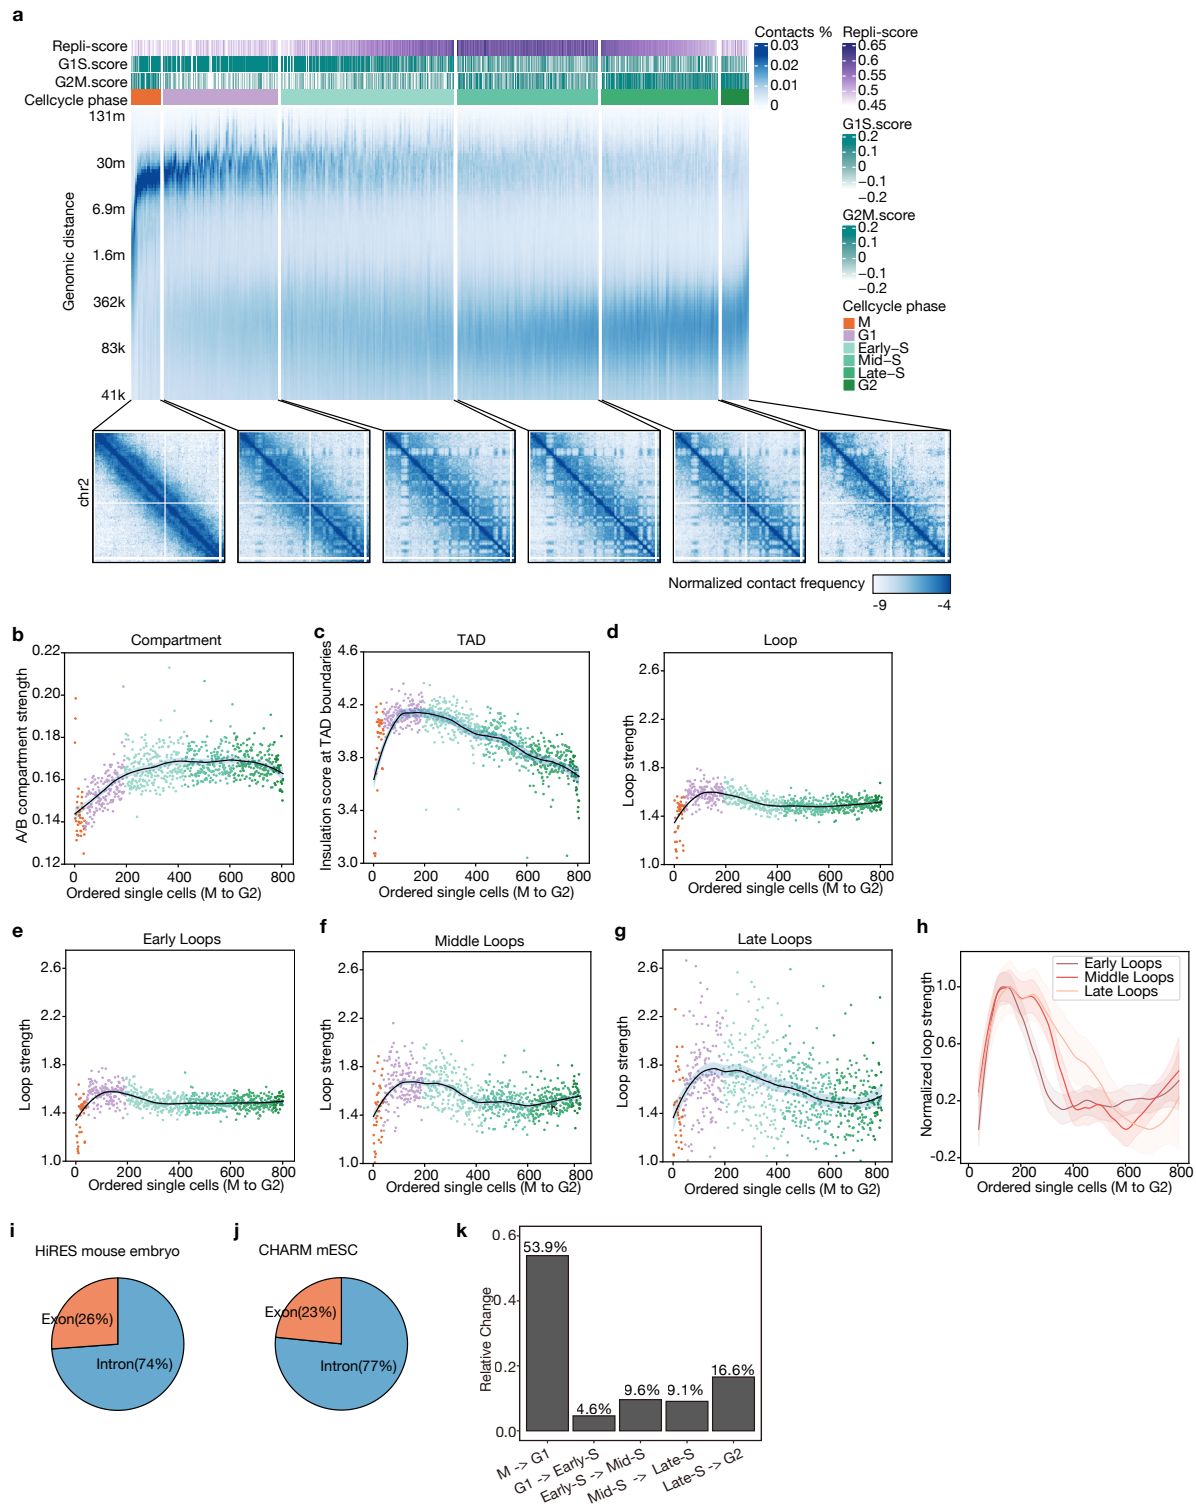 a
Repli-score
G1S.score
G2M.score
Cellcycle phase
Contacts %
0.03
0.02
0.01
0
Repli-score
0.65
0.6
0.55
0.5
0.45
G1S.score
0.2
0.1
0
−0.1
−0.2
G2M.score
0.2
0.1
0
−0.1
−0.2
Cellcycle phase
M
G1
Early−S
Mid−S
Late−S
G2
Genomic distance
131m
30m
6.9m
1.6m
362k
83k
41k
chr2
Normalized contact frequency
-9
-4
b
Compartment
A/B compartment strength
0.22
0.20
0.18
0.16
0.14
0.12
0
200
400
600
800
Ordered single cells (M to G2)
c
TAD
Insulation score at TAD boundaries
4.6
4.2
3.8
3.4
3.0
0
200
400
600
800
Ordered single cells (M to G2)
d
Loop
Loop strength
2.6
2.2
1.8
1.4
1.0
0
200
400
600
800
Ordered single cells (M to G2)
e
Early Loops
Loop strength
2.6
2.2
1.8
1.4
1.0
0
200
400
600
800
Ordered single cells (M to G2)
f
Middle Loops
Loop strength
2.6
2.2
1.8
1.4
1.0
0
200
400
600
800
Ordered single cells (M to G2)
g
Late Loops
Loop strength
2.6
2.2
1.8
1.4
1.0
0
200
400
600
800
Ordered single cells (M to G2)
h
Early Loops
Middle Loops
Late Loops
Normalized loop strength
1.0
0.6
0.2
-0.2
0
200
400
600
800
Ordered single cells (M to G2)
i
HiRES mouse embryo
Exon(26%)
Intron(74%)
j
CHARM mESC
Exon(23%)
Intron(77%)
k
Relative Change
0.6
0.4
0.2
0.0
53.9%
4.6%
9.6%
9.1%
16.6%
M -> G1
G1 -> Early-S
Early-S -> Mid-S
Mid-S -> Late-S
Late-S -> G2